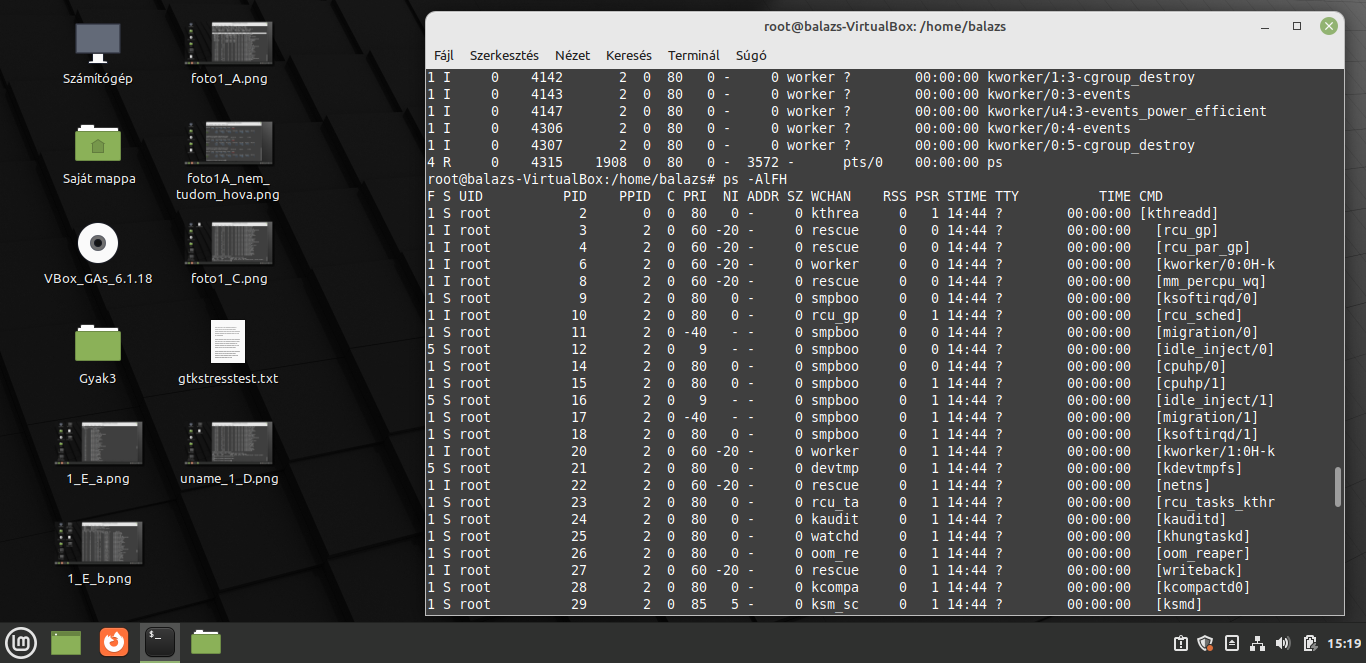 Számítógép
foto1_A.png
Saját mappa
foto1A_nem_
tudom_hova.png
VBox_GAs_6.1.18
foto1_C.png
Gyak3
gtkstresstest.txt
1_E_a.png
uname_1_D.png
1_E_b.png
root@balazs-VirtualBox: /home/balazs
Fájl Szerkesztés Nézet Keresés Terminál Súgó
1 I     0    4142       2  0  80   0 -     0 worker ?        00:00:00 kworker/1:3-cgroup_destroy
1 I     0    4143       2  0  80   0 -     0 worker ?        00:00:00 kworker/0:3-events
1 I     0    4147       2  0  80   0 -     0 worker ?        00:00:00 kworker/u4:3-events_power_efficient
1 I     0    4306       2  0  80   0 -     0 worker ?        00:00:00 kworker/0:4-events
1 I     0    4307       2  0  80   0 -     0 worker ?        00:00:00 kworker/0:5-cgroup_destroy
4 R     0    4315    1908  0  80   0 -  3572 -      pts/0    00:00:00 ps
root@balazs-VirtualBox:/home/balazs# ps -AlFH
F S UID          PID    PPID  C PRI  NI ADDR SZ WCHAN    RSS PSR STIME TTY          TIME CMD
1 S root           2       0  0  80   0 -     0 kthrea     0   1 14:44 ?        00:00:00 [kthreadd]
1 I root           3       2  0  60 -20 -     0 rescue     0   0 14:44 ?        00:00:00   [rcu_gp]
1 I root           4       2  0  60 -20 -     0 rescue     0   0 14:44 ?        00:00:00   [rcu_par_gp]
1 I root           6       2  0  60 -20 -     0 worker     0   0 14:44 ?        00:00:00   [kworker/0:0H-k
1 I root           8       2  0  60 -20 -     0 rescue     0   0 14:44 ?        00:00:00   [mm_percpu_wq]
1 S root           9       2  0  80   0 -     0 smpboo     0   0 14:44 ?        00:00:00   [ksoftirqd/0]
1 I root          10       2  0  80   0 -     0 rcu_gp     0   1 14:44 ?        00:00:00   [rcu_sched]
1 S root          11       2  0 -40   - -     0 smpboo     0   0 14:44 ?        00:00:00   [migration/0]
5 S root          12       2  0   9   - -     0 smpboo     0   0 14:44 ?        00:00:00   [idle_inject/0]
1 S root          14       2  0  80   0 -     0 smpboo     0   0 14:44 ?        00:00:00   [cpuhp/0]
1 S root          15       2  0  80   0 -     0 smpboo     0   1 14:44 ?        00:00:00   [cpuhp/1]
5 S root          16       2  0   9   - -     0 smpboo     0   1 14:44 ?        00:00:00   [idle_inject/1]
1 S root          17       2  0 -40   - -     0 smpboo     0   1 14:44 ?        00:00:00   [migration/1]
1 S root          18       2  0  80   0 -     0 smpboo     0   1 14:44 ?        00:00:00   [ksoftirqd/1]
1 I root          20       2  0  60 -20 -     0 worker     0   1 14:44 ?        00:00:00   [kworker/1:0H-k
5 S root          21       2  0  80   0 -     0 devtmp     0   0 14:44 ?        00:00:00   [kdevtmpfs]
1 I root          22       2  0  60 -20 -     0 rescue     0   1 14:44 ?        00:00:00   [netns]
1 S root          23       2  0  80   0 -     0 rcu_ta     0   1 14:44 ?        00:00:00   [rcu_tasks_kthr
1 S root          24       2  0  80   0 -     0 kaudit     0   1 14:44 ?        00:00:00   [kauditd]
1 S root          25       2  0  80   0 -     0 watchd     0   1 14:44 ?        00:00:00   [khungtaskd]
1 S root          26       2  0  80   0 -     0 oom_re     0   1 14:44 ?        00:00:00   [oom_reaper]
1 I root          27       2  0  60 -20 -     0 rescue     0   1 14:44 ?        00:00:00   [writeback]
1 S root          28       2  0  80   0 -     0 kcompa     0   1 14:44 ?        00:00:00   [kcompactd0]
1 S root          29       2  0  85   5 -     0 ksm_sc     0   1 14:44 ?        00:00:00   [ksmd]
15:19